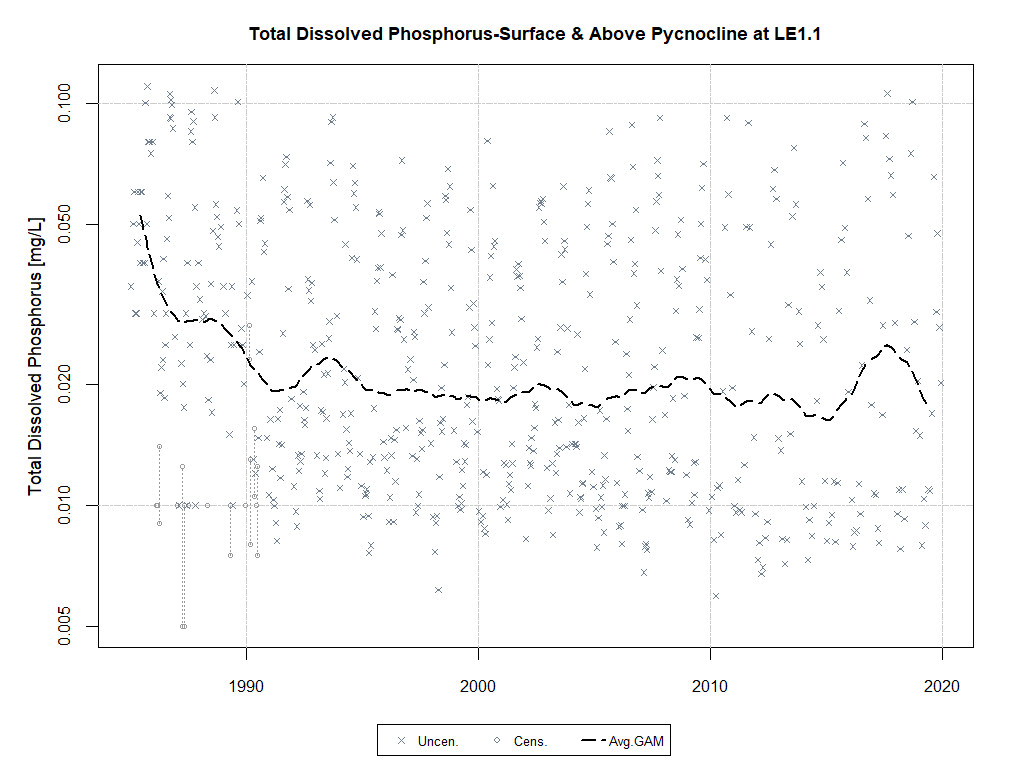 Total Dissolved Phosphorus-Surface & Above Pycnocline at LE1.1
Total Dissolved Phosphorus [mg/L]
0.100
0.050
0.020
0.010
0.005
1990 2000 2010 2020
Uncen. Cens. Avg.GAM